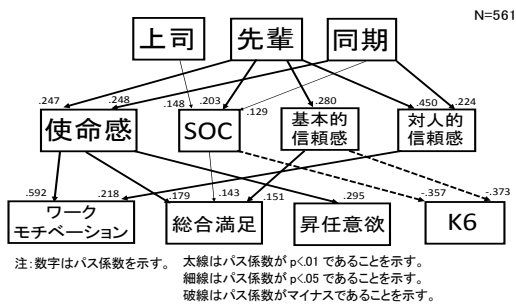 N=561
上司
先輩
同期
.247
.248
.148
.203
.129
.280
.450
.224
使命感
SOC
基本的
信頼感
対人的
信頼感
.592
.218
.179
.143
.151
.295
-.357
-.373
ワーク
モチベーション
総合満足
昇任意欲
K6
注:数字はパス係数を示す。
太線はパス係数が p<.01 であることを示す。
細線はパス係数が p<.05 であることを示す。
破線はパス係数がマイナスであることを示す。